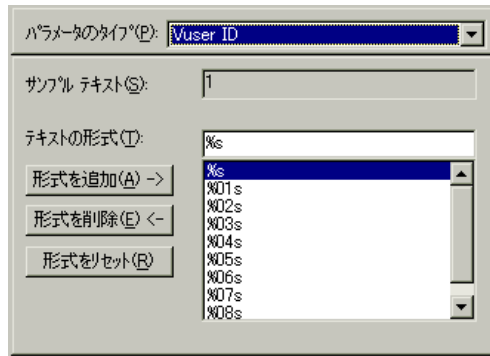 パラメータのタイプ(P): Vuser ID
サンプル テキスト(S): 1
テキストの形式(T): %s
形式を追加(A) ->
形式を削除(E) <-
形式をリセット(R)
%s
%01s
%02s
%03s
%04s
%05s
%06s
%07s
%08s